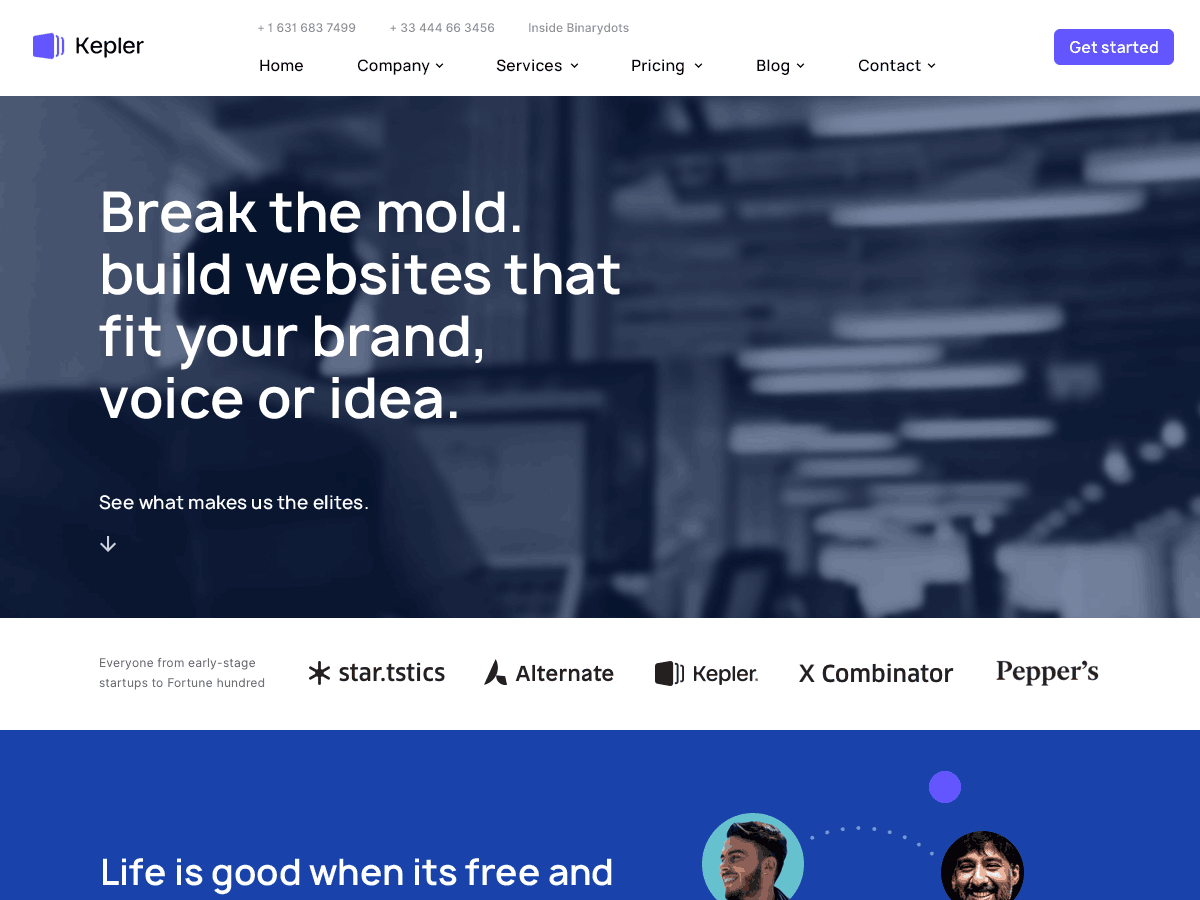 + 1 631 683 7499
+ 33 444 66 3456
Inside Binarydots
Kepler
Home
Company
Services
Pricing
Blog
Contact
Get started
Break the mold.
build websites that
fit your brand,
voice or idea.
See what makes us the elites.
Everyone from early-stage
startups to Fortune hundred
star.tstics
Alternate
Kepler.
X Combinator
Pepper’s
Life is good when its free and